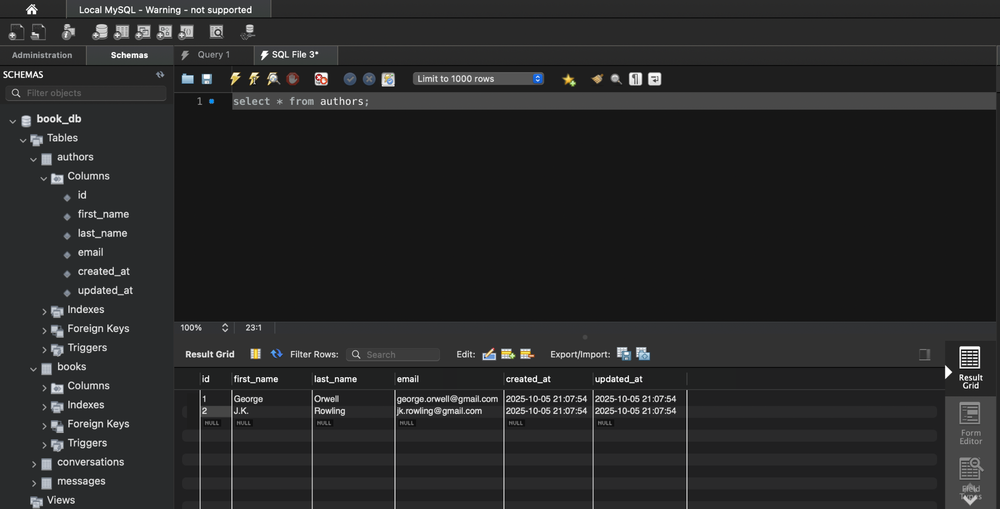 Local MySQL - Warning - not supported
Administration
Schemas
Query 1
SQL File 3*
SCHEMAS
Filter objects
Limit to 1000 rows
1 select * from authors;
book_db
Tables
authors
Columns
id
first_name
last_name
email
created_at
updated_at
Indexes
Foreign Keys
Triggers
books
Columns
Indexes
Foreign Keys
Triggers
conversations
messages
Views
100% 23:1
Result Grid Filter Rows: Search Edit: Export/Import:
id first_name last_name email created_at updated_at
1 George Orwell george.orwell@gmail.com 2025-10-05 21:07:54 2025-10-05 21:07:54
2 J.K. Rowling jk.rowling@gmail.com 2025-10-05 21:07:54 2025-10-05 21:07:54
NULL NULL NULL NULL NULL NULL
Result
Grid
Form
Editor
Field
Types